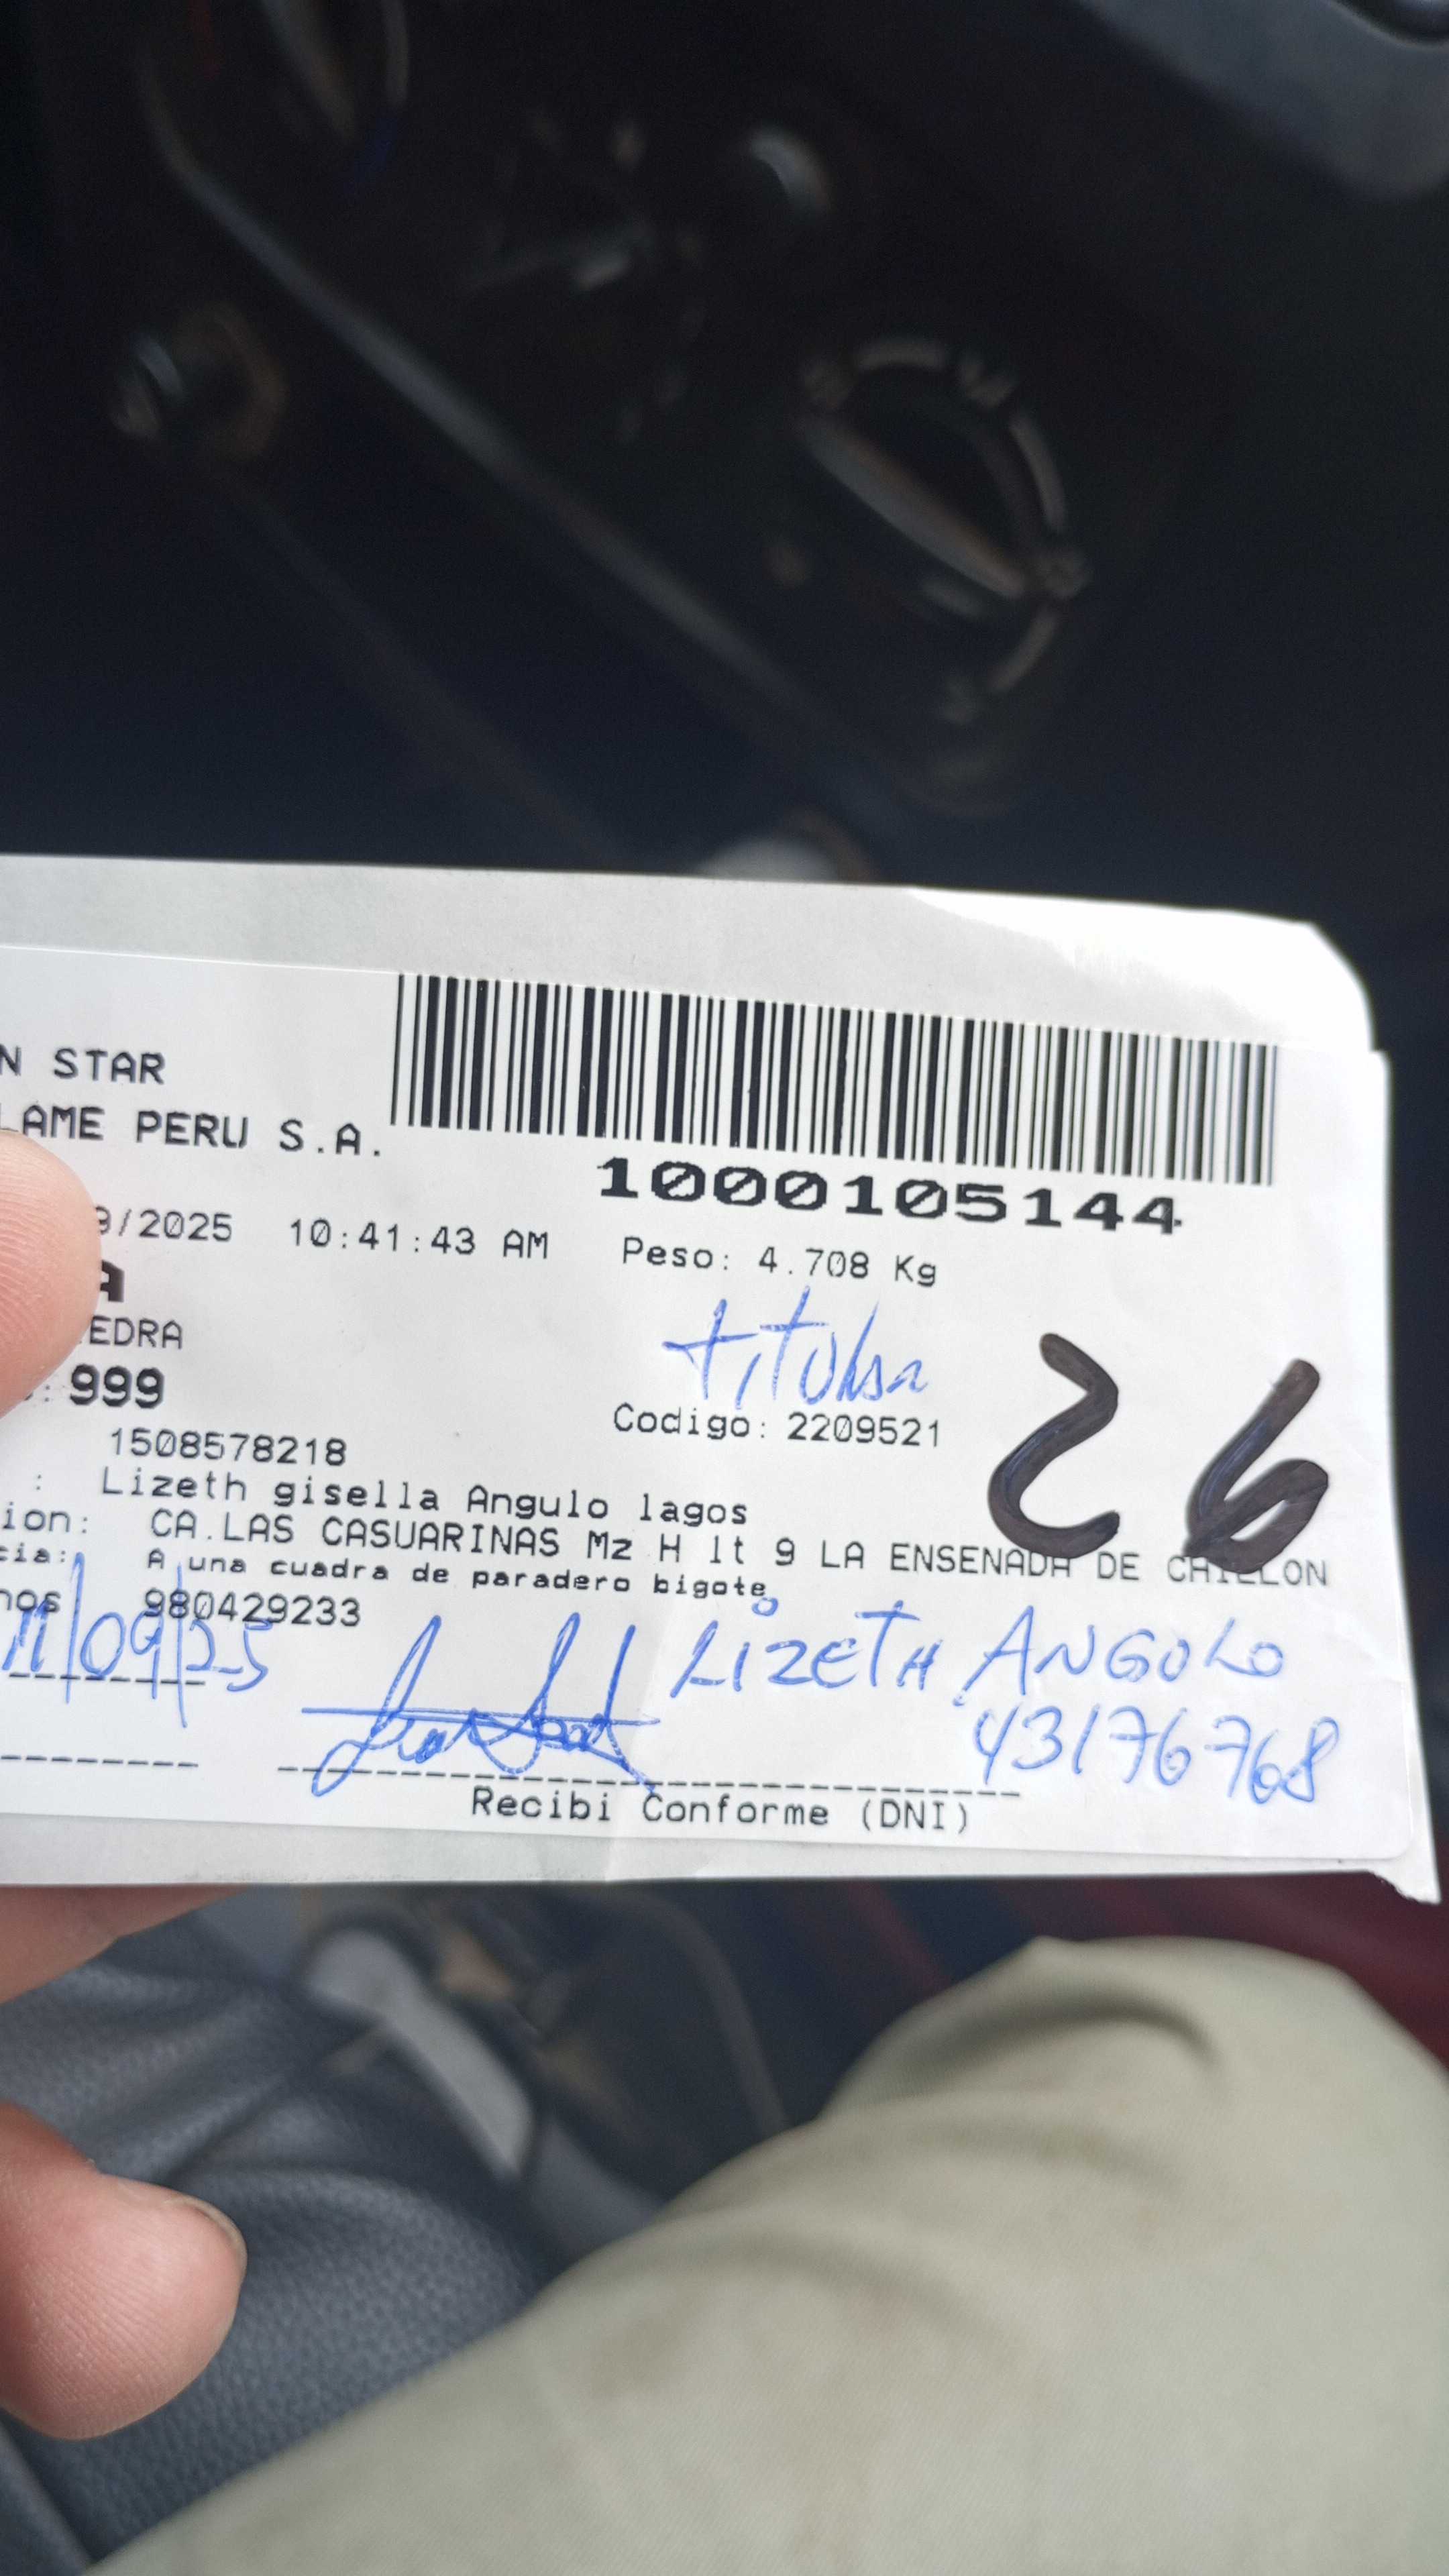 N STAR
LAME PERU S.A.
1000105144
9/2025 10:41:43 AM Peso: 4.708 Kg
A
EDRA
titular
: 999
Codigo: 2209521
26
1508578218
: Lizeth gisella Angulo lagos
ion: CA.LAS CASUARINAS Mz H lt 9 LA ENSENADA DE CHILLON
cia: A una cuadra de paradero bigote
nos 980429233
11/09/25
LIZETH ANGULO
43176768
Recibi Conforme (DNI)